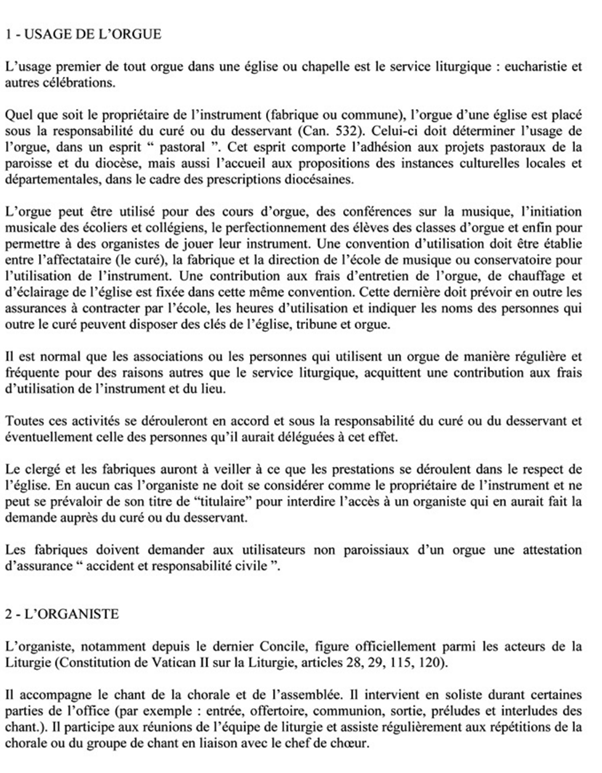 1 - USAGE DE L'ORGUE
L'usage premier de tout orgue dans une église ou chapelle est le service liturgique : eucharistie et
autres célébrations.
Quel que soit le propriétaire de l'instrument (fabrique ou commune), l'orgue d'une église est placé
sous la responsabilité du curé ou du desservant (Can. 532). Celui-ci doit déterminer l'usage de
l'orgue, dans un esprit “ pastoral ”. Cet esprit comporte l'adhésion aux projets pastoraux de la
paroisse et du diocèse, mais aussi l'accueil aux propositions des instances culturelles locales et
départementales, dans le cadre des prescriptions diocésaines.
L'orgue peut être utilisé pour des cours d'orgue, des conférences sur la musique, l'initiation
musicale des écoliers et collégiens, le perfectionnement des élèves des classes d'orgue et enfin pour
permettre à des organistes de jouer leur instrument. Une convention d'utilisation doit être établie
entre l'affectataire (le curé), la fabrique et la direction de l'école de musique ou conservatoire pour
l'utilisation de l'instrument. Une contribution aux frais d'entretien de l'orgue, de chauffage et
d'éclairage de l'église est fixée dans cette même convention. Cette dernière doit prévoir en outre les
assurances à contracter par l'école, les heures d'utilisation et indiquer les noms des personnes qui
outre le curé peuvent disposer des clés de l'église, tribune et orgue.
Il est normal que les associations ou les personnes qui utilisent un orgue de manière régulière et
fréquente pour des raisons autres que le service liturgique, acquittent une contribution aux frais
d'utilisation de l'instrument et du lieu.
Toutes ces activités se dérouleront en accord et sous la responsabilité du curé ou du desservant et
éventuellement celle des personnes qu'il aurait déléguées à cet effet.
Le clergé et les fabriques auront à veiller à ce que les prestations se déroulent dans le respect de
l'église. En aucun cas l'organiste ne doit se considérer comme le propriétaire de l'instrument et ne
peut se prévaloir de son titre de “titulaire” pour interdire l'accès à un organiste qui en aurait fait la
demande auprès du curé ou du desservant.
Les fabriques doivent demander aux utilisateurs non paroissiaux d'un orgue une attestation
d'assurance “ accident et responsabilité civile ”.
2 - L'ORGANISTE
L'organiste, notamment depuis le dernier Concile, figure officiellement parmi les acteurs de la
Liturgie (Constitution de Vatican II sur la Liturgie, articles 28, 29, 115, 120).
Il accompagne le chant de la chorale et de l'assemblée. Il intervient en soliste durant certaines
parties de l'office (par exemple : entrée, offertoire, communion, sortie, préludes et interludes des
chant.). Il participe aux réunions de l'équipe de liturgie et assiste régulièrement aux répétitions de la
chorale ou du groupe de chant en liaison avec le chef de chœur.